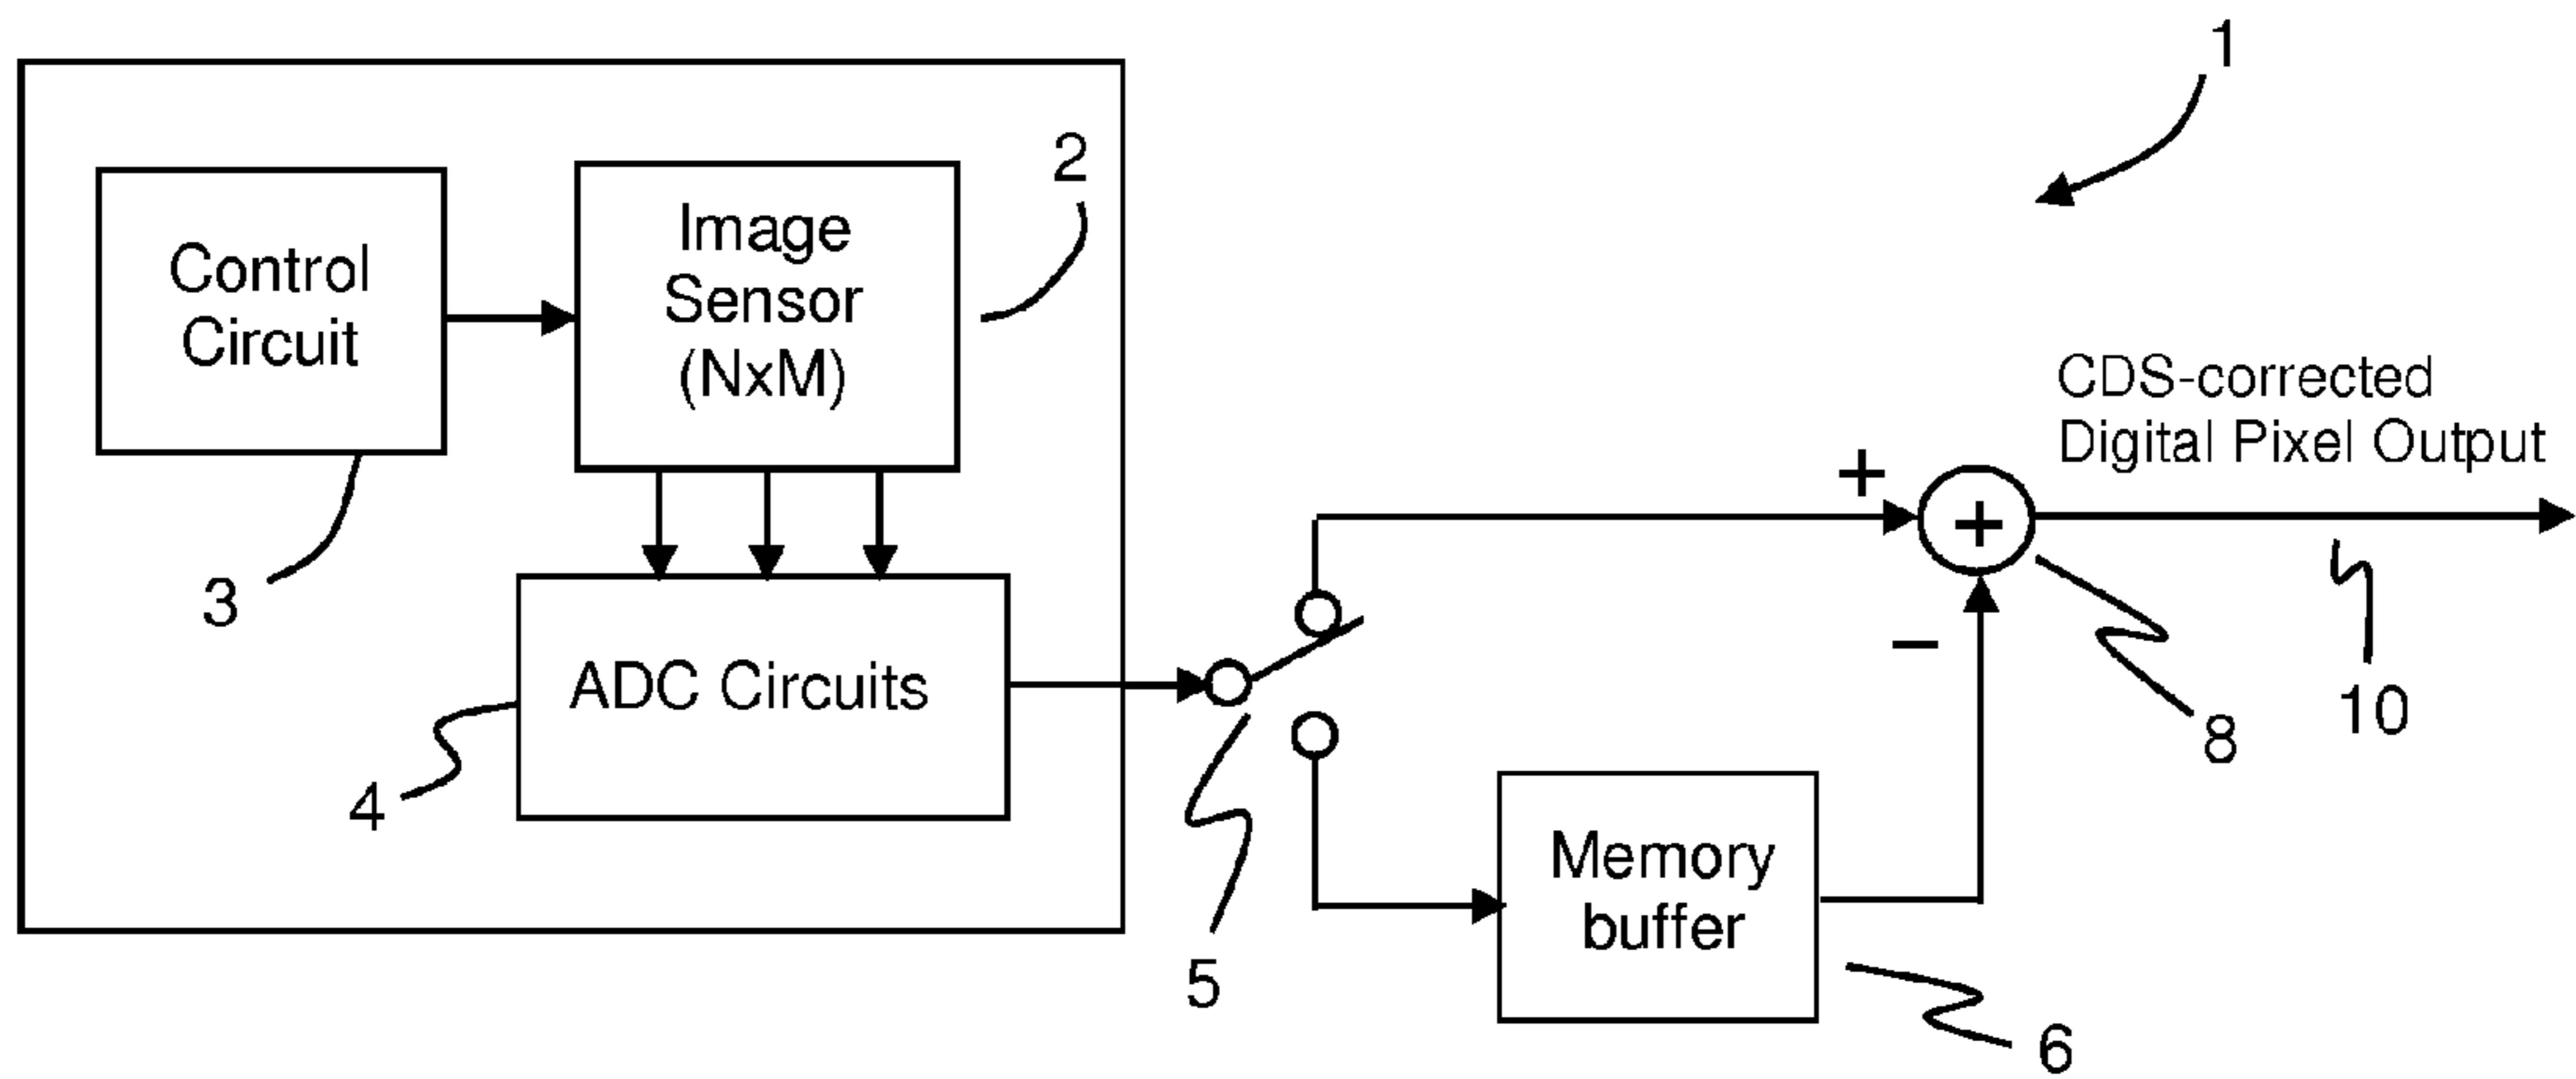 1
2
Control
Circuit
Image
Sensor
(NxM)
3
CDS-corrected
Digital Pixel Output
+
+
−
ADC Circuits
4
5
10
8
Memory
buffer
6